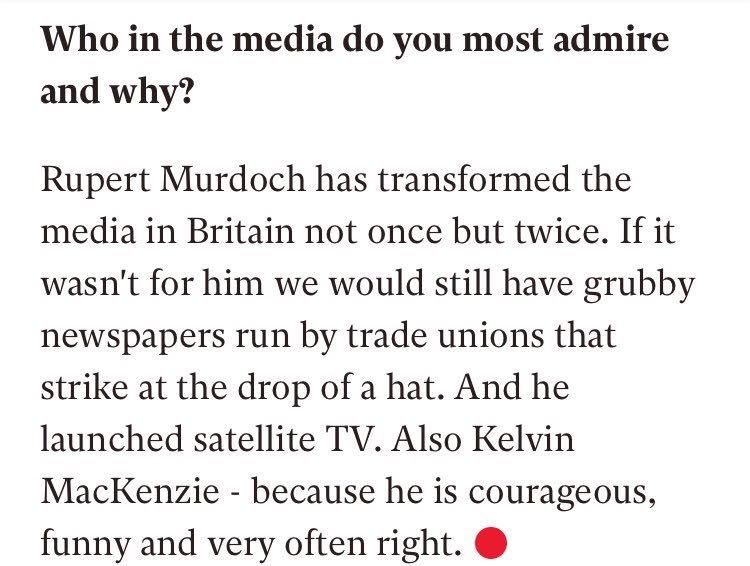 Who in the media do you most admire
and why?
Rupert Murdoch has transformed the
media in Britain not once but twice. If it
wasn't for him we would still have grubby
newspapers run by trade unions that
strike at the drop of a hat. And he
launched satellite TV. Also Kelvin
MacKenzie - because he is courageous,
funny and very often right.